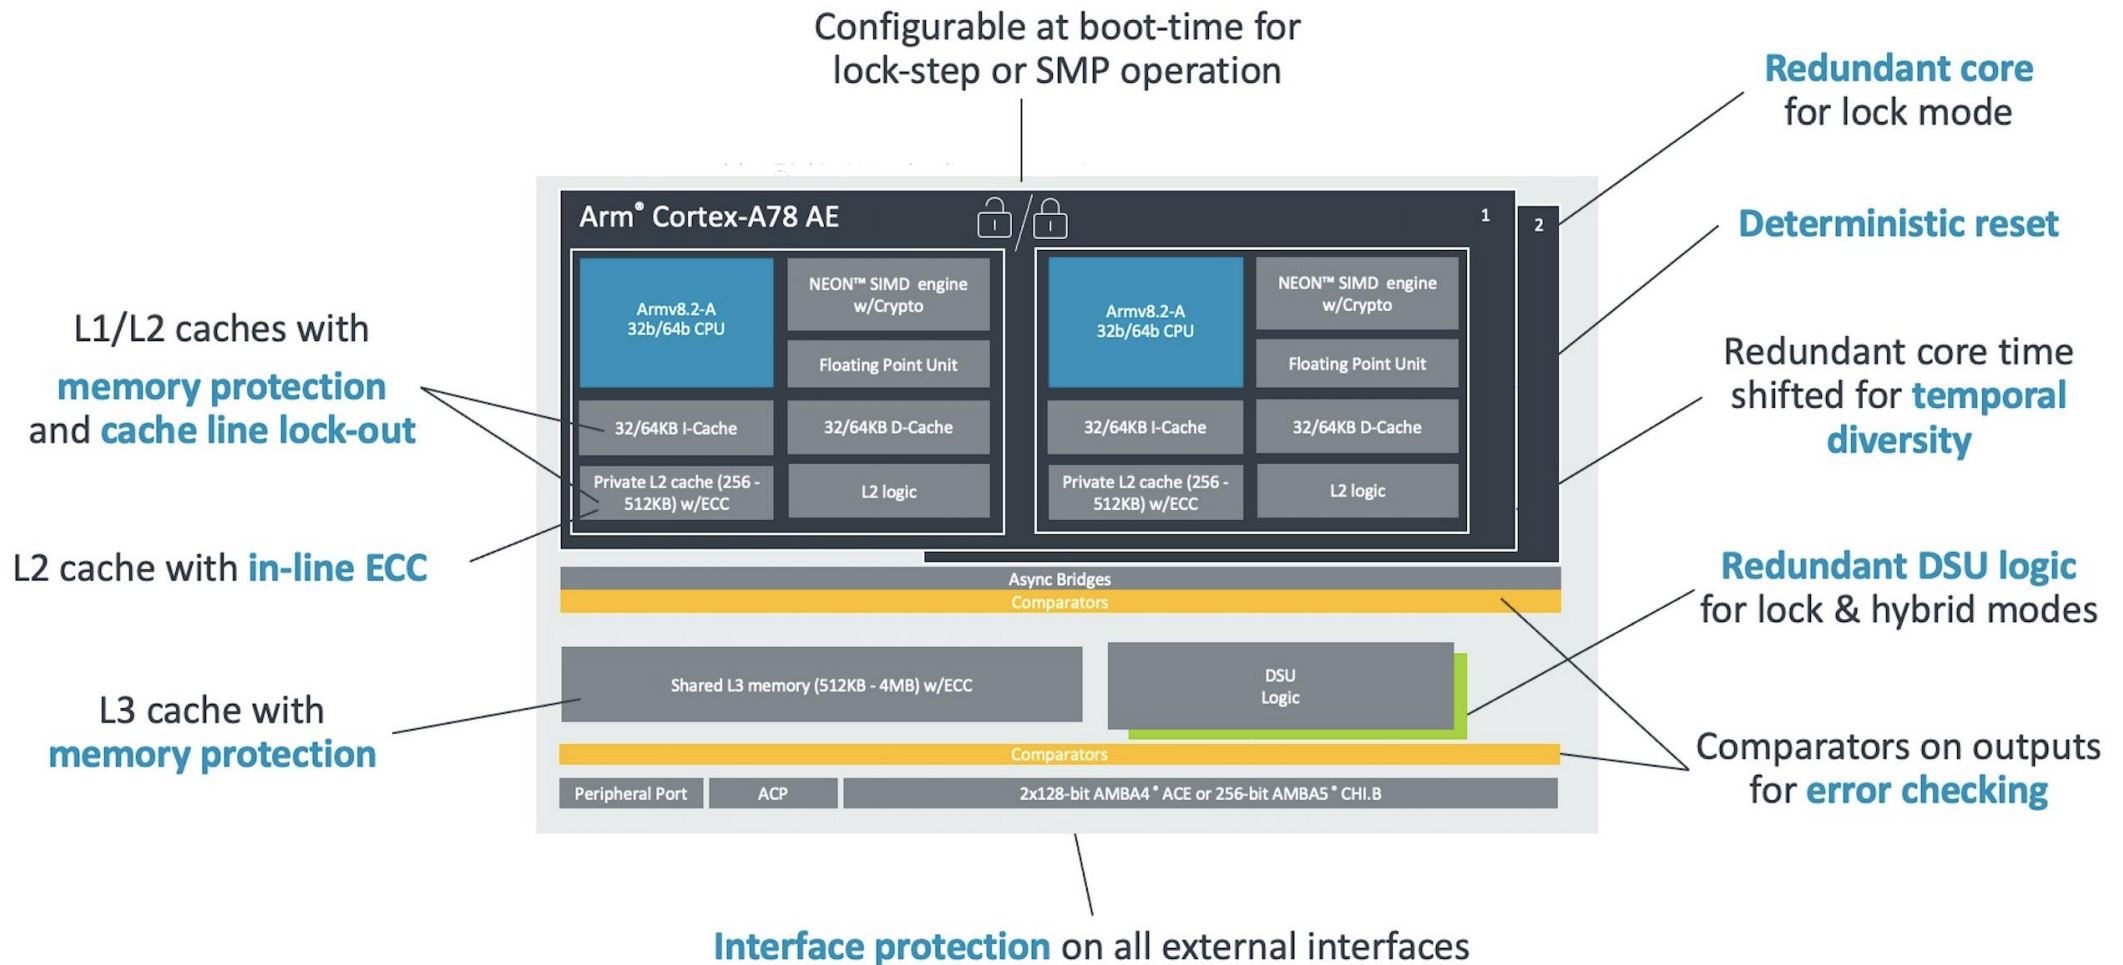 Configurable at boot-time for
lock-step or SMP operation
Redundant core
for lock mode
Deterministic reset
Redundant core time
shifted for temporal
diversity
Redundant DSU logic
for lock & hybrid modes
Comparators on outputs
for error checking
L1/L2 caches with
memory protection
and cache line lock-out
L2 cache with in-line ECC
L3 cache with
memory protection
Arm® Cortex-A78 AE
1
2
Armv8.2-A
32b/64b CPU
NEON™ SIMD engine
w/Crypto
Floating Point Unit
32/64KB I-Cache
32/64KB D-Cache
Private L2 cache (256 -
512KB) w/ECC
L2 logic
Armv8.2-A
32b/64b CPU
NEON™ SIMD engine
w/Crypto
Floating Point Unit
32/64KB I-Cache
32/64KB D-Cache
Private L2 cache (256 -
512KB) w/ECC
L2 logic
Async Bridges
Comparators
Shared L3 memory (512KB - 4MB) w/ECC
DSU
Logic
Comparators
Peripheral Port
ACP
2x128-bit AMBA4® ACE or 256-bit AMBA5® CHI.B
Interface protection on all external interfaces